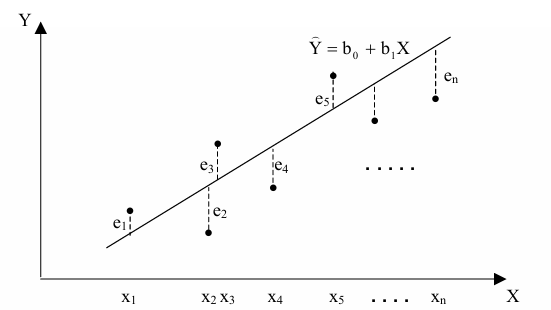 Y
Ŷ = b₀ + b₁X
eₙ
e₅
e₃
e₄
.....
e₁
e₂
x₁ x₂ x₃ x₄ x₅ .... xₙ X